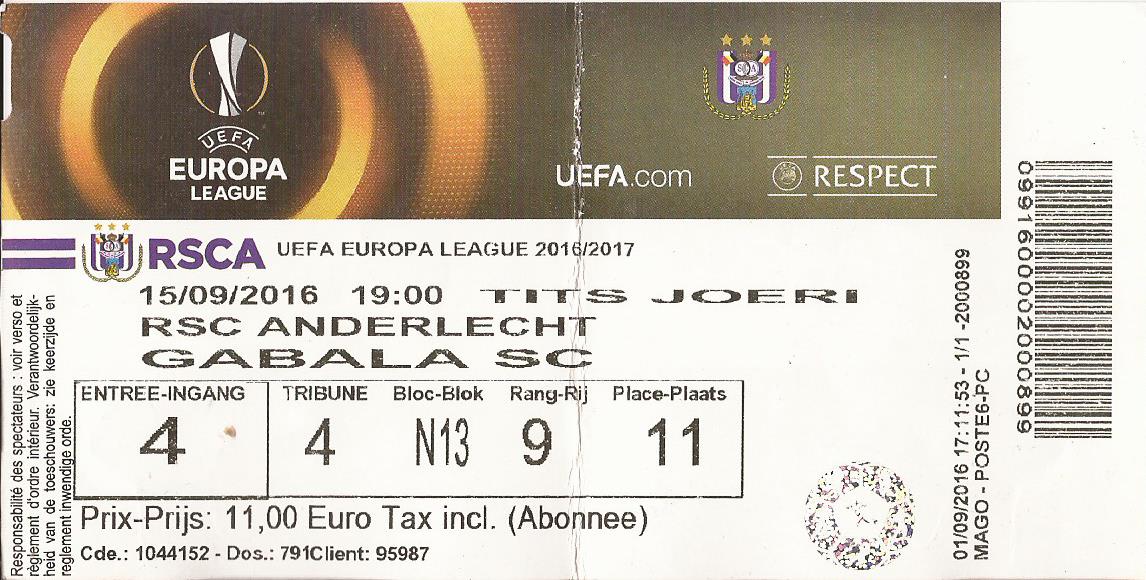 UEFA
EUROPA
LEAGUE
UEFA.com
RESPECT
RSCA UEFA EUROPA LEAGUE 2016/2017
15/09/2016 19:00 TITS JOERI
RSC ANDERLECHT
GABALA SC
ENTREE-INGANG TRIBUNE Bloc-Blok Rang-Rij Place-Plaats
4 4 N13 9 11
Prix-Prijs: 11,00 Euro Tax incl. (Abonnee)
Cde.: 1044152 - Dos.: 791Client: 95987
Responsabilité des spectateurs : voir verso et
règlement d'ordre intérieur. Verantwoordelijk-
heid van de toeschouwers: zie keerzijde en
reglement inwendige orde.
01/09/2016 17:11:53 - 1/1 -2000899
MAGO - POSTE6-PC
0991600002000899